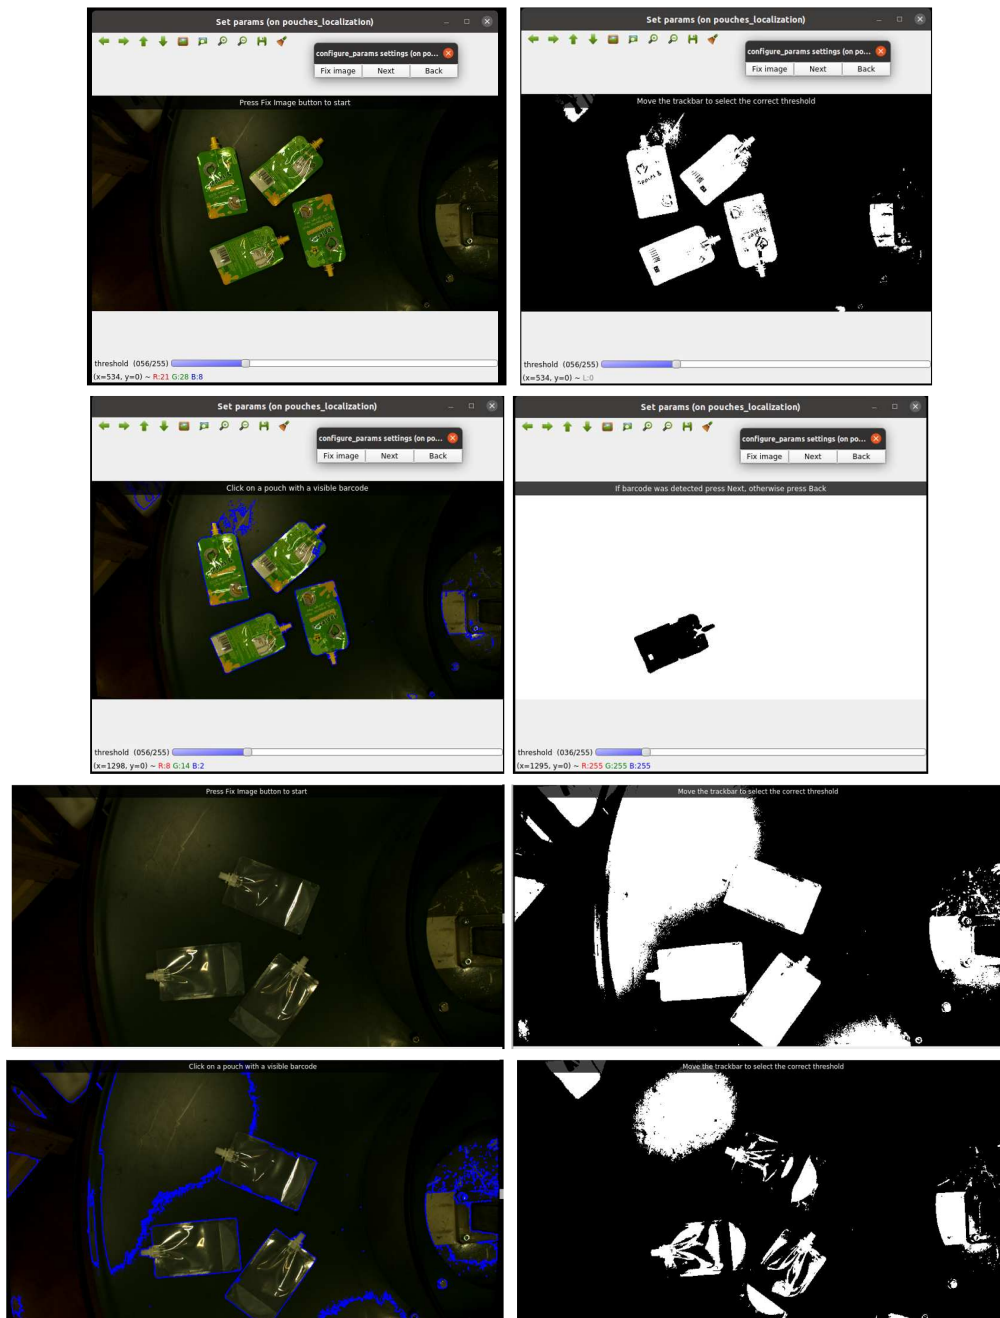 Set params (on pouches_localization)
configure_params settings (on po...
Fix image Next Back
Press Fix Image button to start
threshold (056/255)
(x=534, y=0) ~ R:21 G:28 B:8
Set params (on pouches_localization)
configure_params settings (on po...
Fix image Next Back
Move the trackbar to select the correct threshold
threshold (056/255)
(x=534, y=0) ~ L:0
Set params (on pouches_localization)
configure_params settings (on po...
Fix image Next Back
Click on a pouch with a visible barcode
threshold (056/255)
(x=1298, y=0) ~ R:8 G:14 B:2
Set params (on pouches_localization)
configure_params settings (on po...
Fix image Next Back
If barcode was detected press Next, otherwise press Back
threshold (036/255)
(x=1295, y=0) ~ R:255 G:255 B:255
Press Fix Image button to start
Move the trackbar to select the correct threshold
Click on a pouch with a visible barcode
Move the trackbar to select the correct threshold